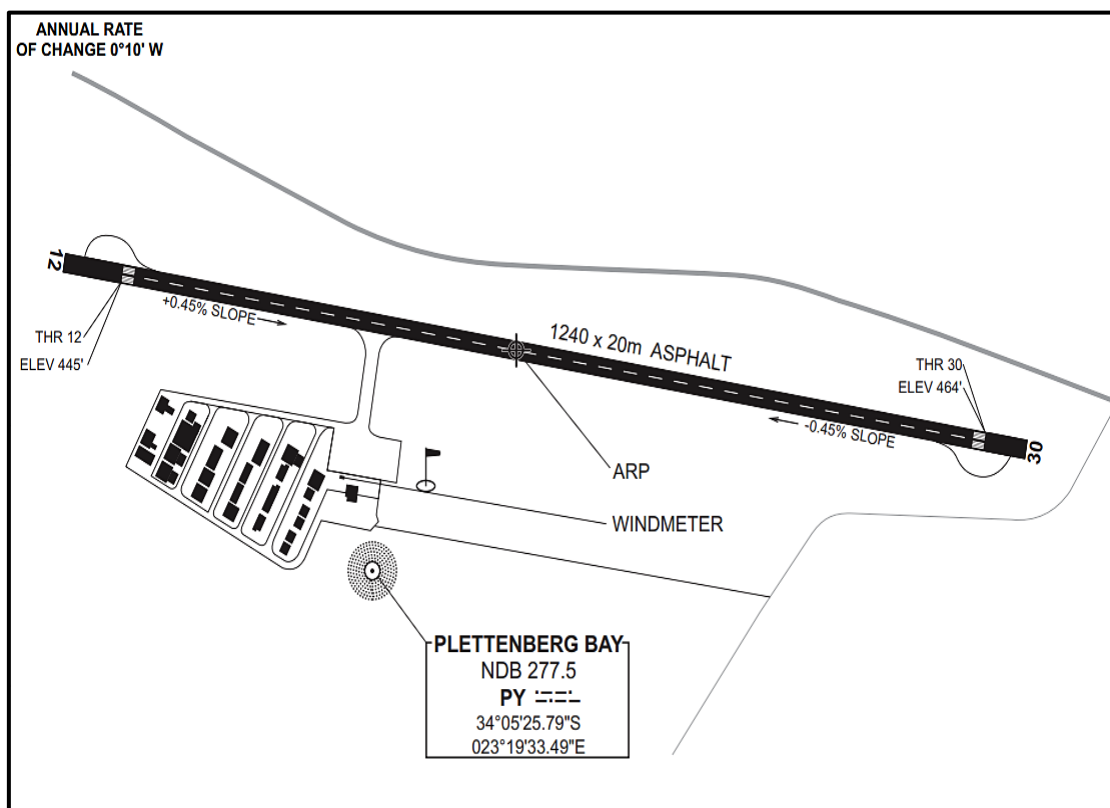 ANNUAL RATE
OF CHANGE 0°10' W
12
+0.45% SLOPE
THR 12
ELEV 445'
1240 x 20m ASPHALT
THR 30
ELEV 464'
-0.45% SLOPE
30
ARP
WINDMETER
PLETTENBERG BAY
NDB 277.5
PY
34°05'25.79"S
023°19'33.49"E